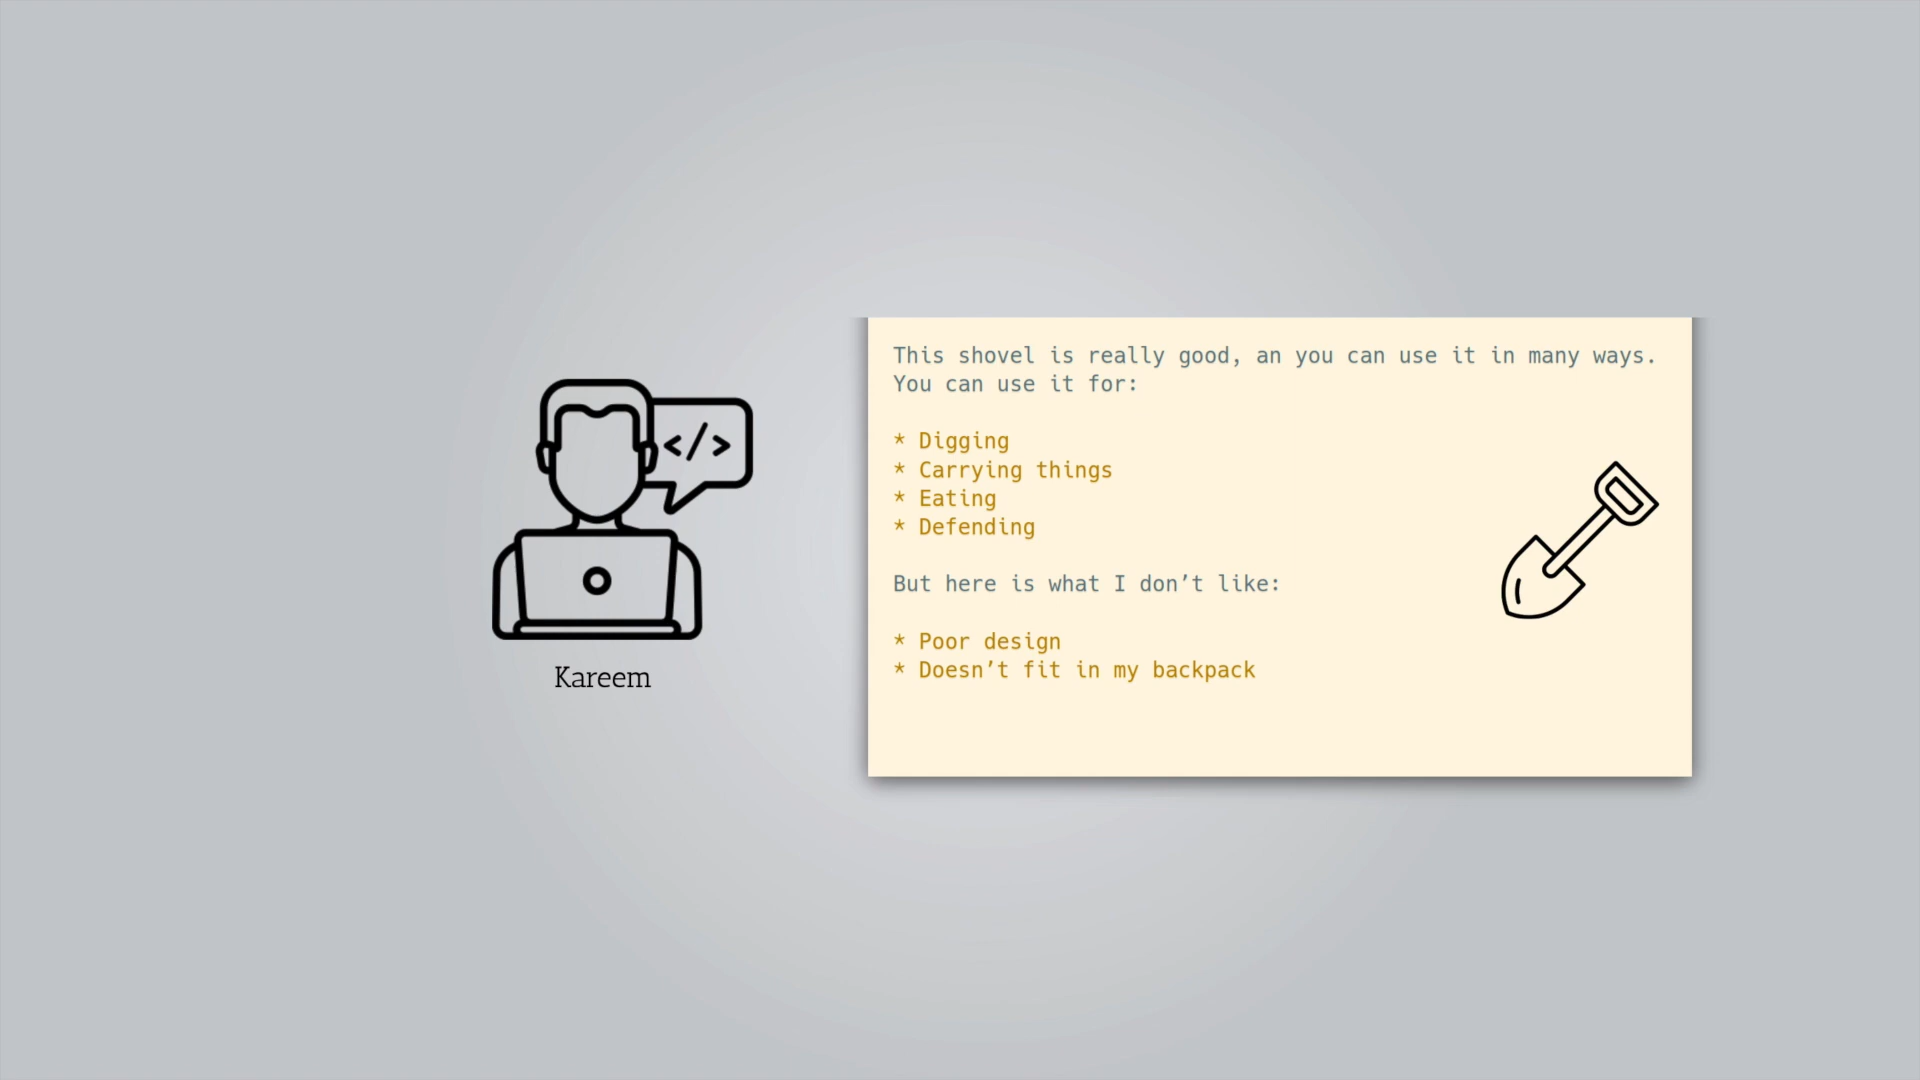 </>
Kareem
This shovel is really good, an you can use it in many ways.
You can use it for:
* Digging
* Carrying things
* Eating
* Defending
But here is what I don’t like:
* Poor design
* Doesn’t fit in my backpack